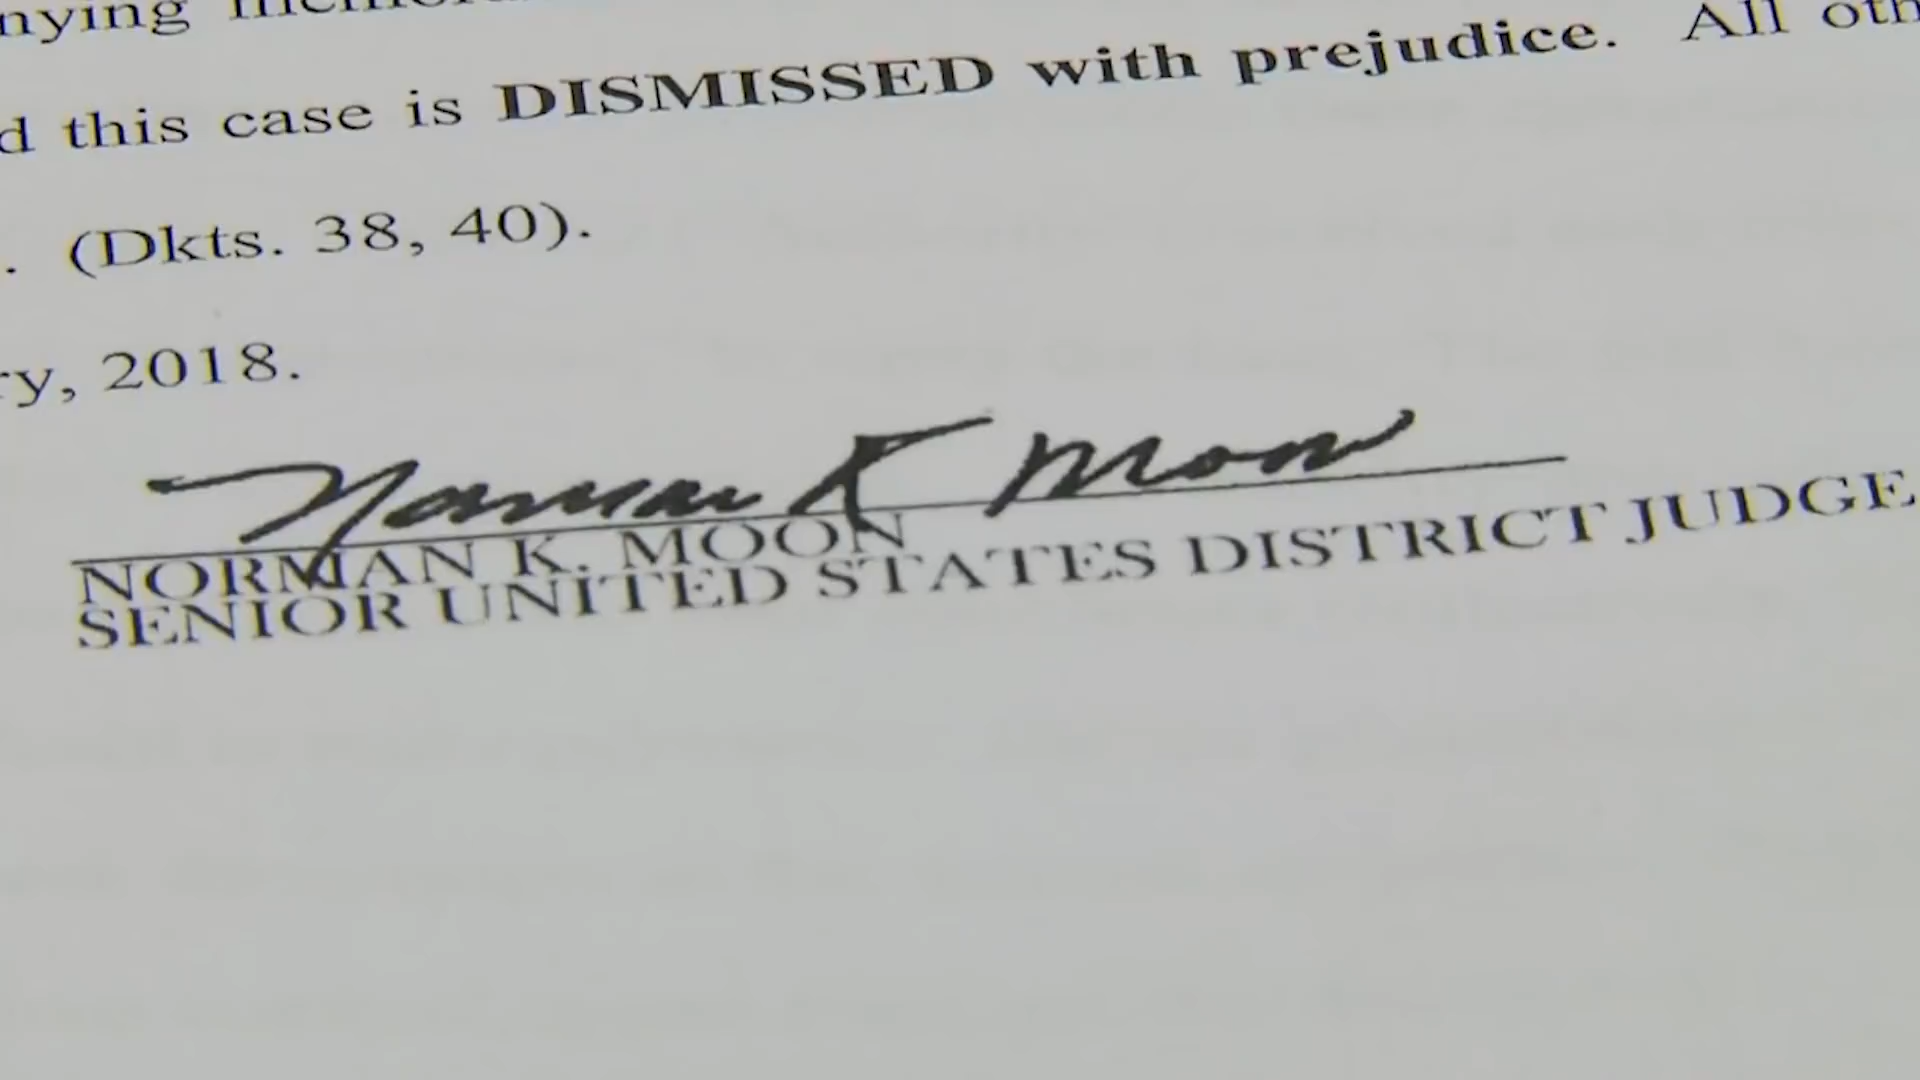 d this case is DISMISSED with prejudice. All
. (Dkts. 38, 40).
ry, 2018.
Norman K Moon
NORMAN K. MOON
SENIOR UNITED STATES DISTRICT JUDGE